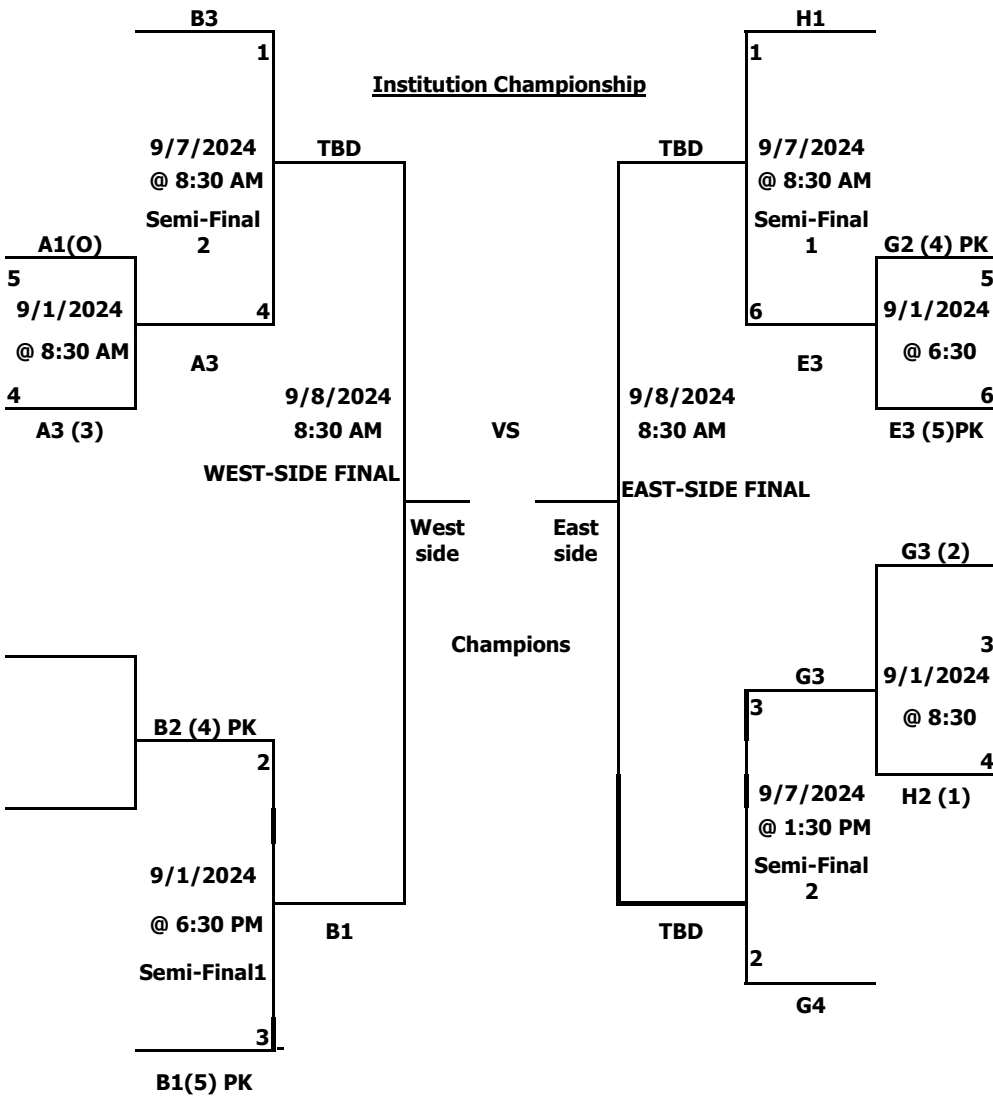 B3
H1
1
1
Institution Championship
9/7/2024
TBD
TBD
9/7/2024
@ 8:30 AM
@ 8:30 AM
Semi-Final
2
Semi-Final
1
A1(O)
G2 (4) PK
5
5
9/1/2024
4
6
9/1/2024
@ 8:30 AM
A3
E3
@ 6:30
4
9/8/2024
9/8/2024
6
A3 (3)
8:30 AM
VS
8:30 AM
E3 (5)PK
WEST-SIDE FINAL
EAST-SIDE FINAL
West
side
East
side
G3 (2)
Champions
3
G3
9/1/2024
3
@ 8:30
B2 (4) PK
2
4
9/7/2024
H2 (1)
@ 1:30 PM
Semi-Final
2
9/1/2024
@ 6:30 PM
B1
TBD
Semi-Final1
2
G4
3
B1(5) PK